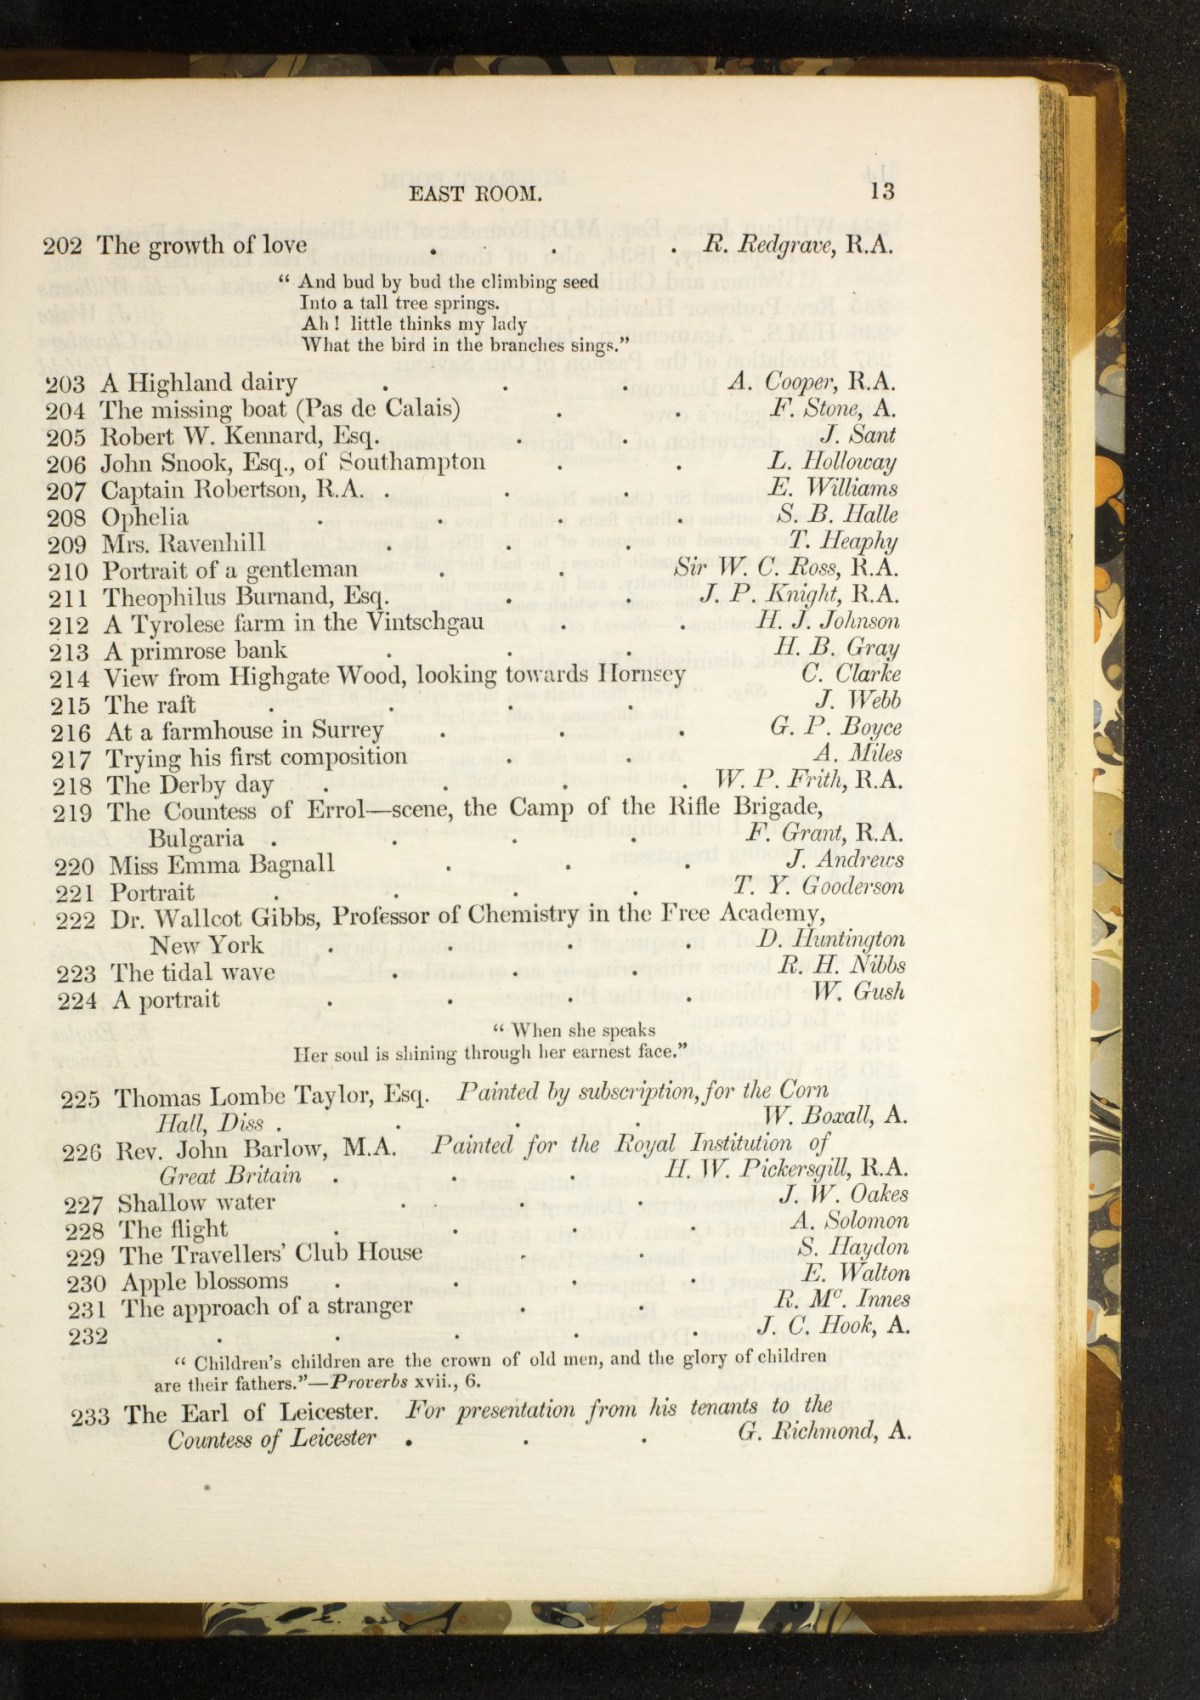 EAST ROOM. 13
202 The growth of love . . . R. Redgrave, R.A.
“ And bud by bud the climbing seed
Into a tall tree springs.
Ah ! little thinks my lady
What the bird in the branches sings.”
203 A Highland dairy . . . A. Cooper, R.A.
204 The missing boat (Pas de Calais) . . F. Stone, A.
205 Robert W. Kennard, Esq. . . J. Sant
206 John Snook, Esq., of Southampton . . L. Holloway
207 Captain Robertson, R.A. . . . E. Williams
208 Ophelia . . . . S. B. Halle
209 Mrs. Ravenhill . . . T. Heaphy
210 Portrait of a gentleman . . Sir W. C. Ross, R.A.
211 Theophilus Burnand, Esq. . . J. P. Knight, R.A.
212 A Tyrolese farm in the Vintschgau . . H. J. Johnson
213 A primrose bank . . . H. B. Gray
214 View from Highgate Wood, looking towards Hornsey C. Clarke
215 The raft . . . . J. Webb
216 At a farmhouse in Surrey . . . G. P. Boyce
217 Trying his first composition . . A. Miles
218 The Derby day . . . . W. P. Frith, R.A.
219 The Countess of Errol—scene, the Camp of the Rifle Brigade,
Bulgaria . . . . F. Grant, R.A.
220 Miss Emma Bagnall . . . J. Andrews
221 Portrait . . . . T. Y. Gooderson
222 Dr. Wallcot Gibbs, Professor of Chemistry in the Free Academy,
New York . . . . D. Huntington
223 The tidal wave . . . R. H. Nibbs
224 A portrait . . . . W. Gush
“ When she speaks
Her soul is shining through her earnest face.”
225 Thomas Lombe Taylor, Esq. Painted by subscription, for the Corn
Hall, Diss . . . . W. Boxall, A.
226 Rev. John Barlow, M.A. Painted for the Royal Institution of
Great Britain . . . H. W. Pickersgill, R.A.
227 Shallow water . . . J. W. Oakes
228 The flight . . . . A. Solomon
229 The Travellers’ Club House . . S. Haydon
230 Apple blossoms . . . . E. Walton
231 The approach of a stranger . . R. Mc. Innes
232 . . . . . J. C. Hook, A.
“ Children’s children are the crown of old men, and the glory of children
are their fathers.”—Proverbs xvii., 6.
233 The Earl of Leicester. For presentation from his tenants to the
Countess of Leicester . . . G. Richmond, A.